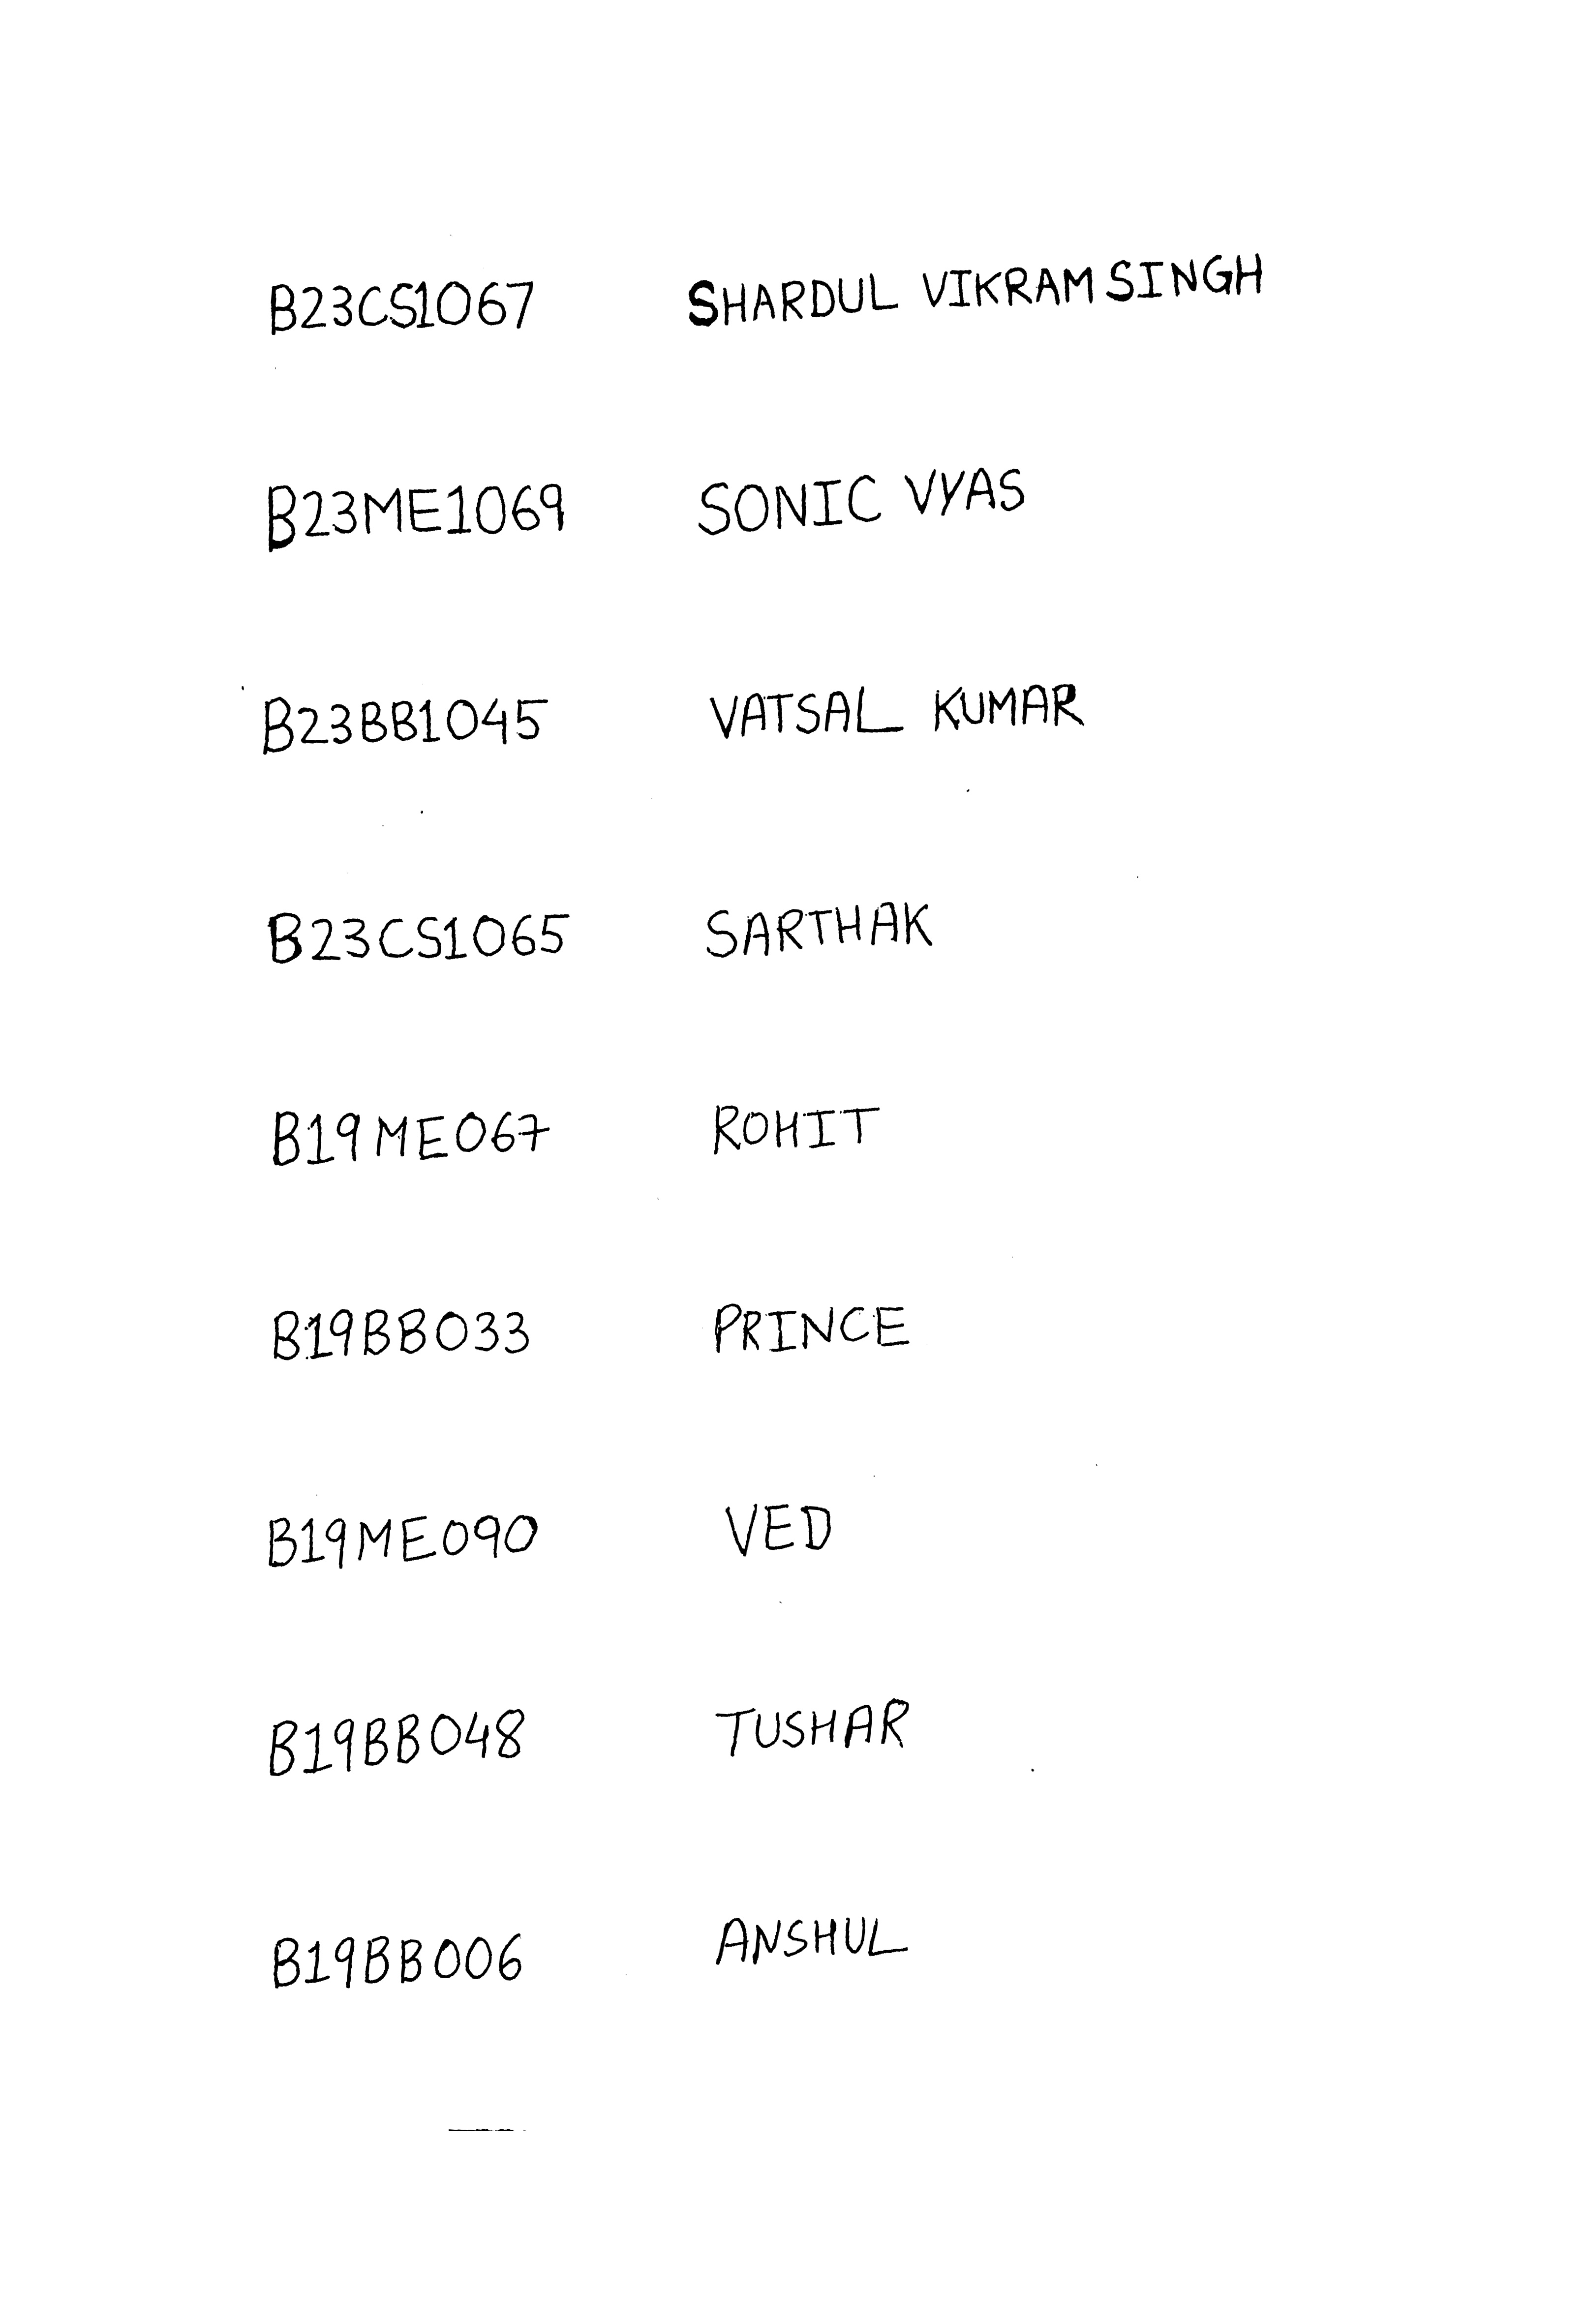 B23CS1067 SHARDUL VIKRAM SINGH
B23ME1069 SONIC VYAS
B23BB1045 VATSAL KUMAR
B23CS1065 SARTHAK
B19ME067 ROHIT
B19BB033 PRINCE
B19ME090 VED
B19BB048 TUSHAR
B19BB006 ANSHUL